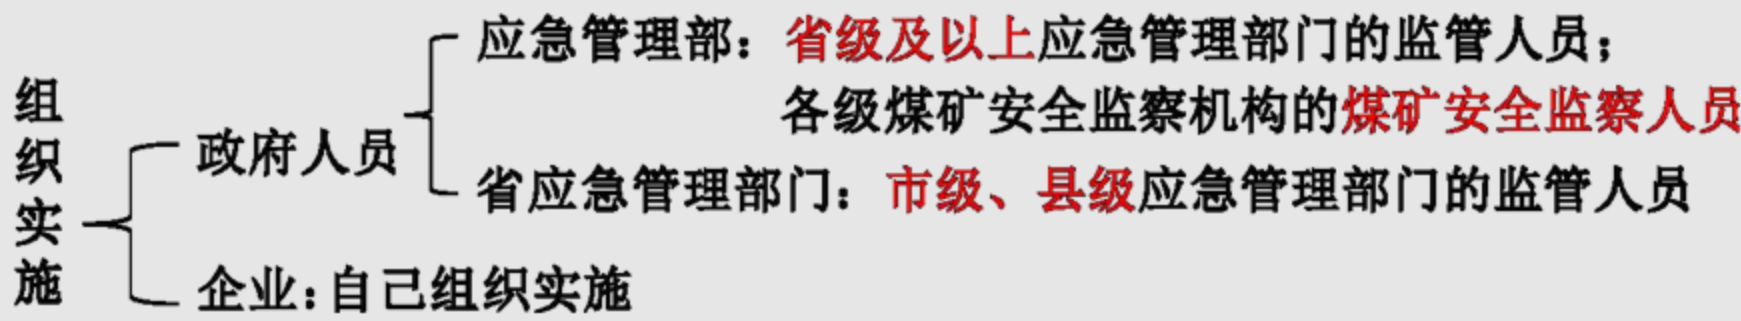 组织实施
政府人员
应急管理部：省级及以上应急管理部门的监管人员；
各级煤矿安全监察机构的煤矿安全监察人员
省应急管理部门：市级、县级应急管理部门的监管人员
企业：自己组织实施